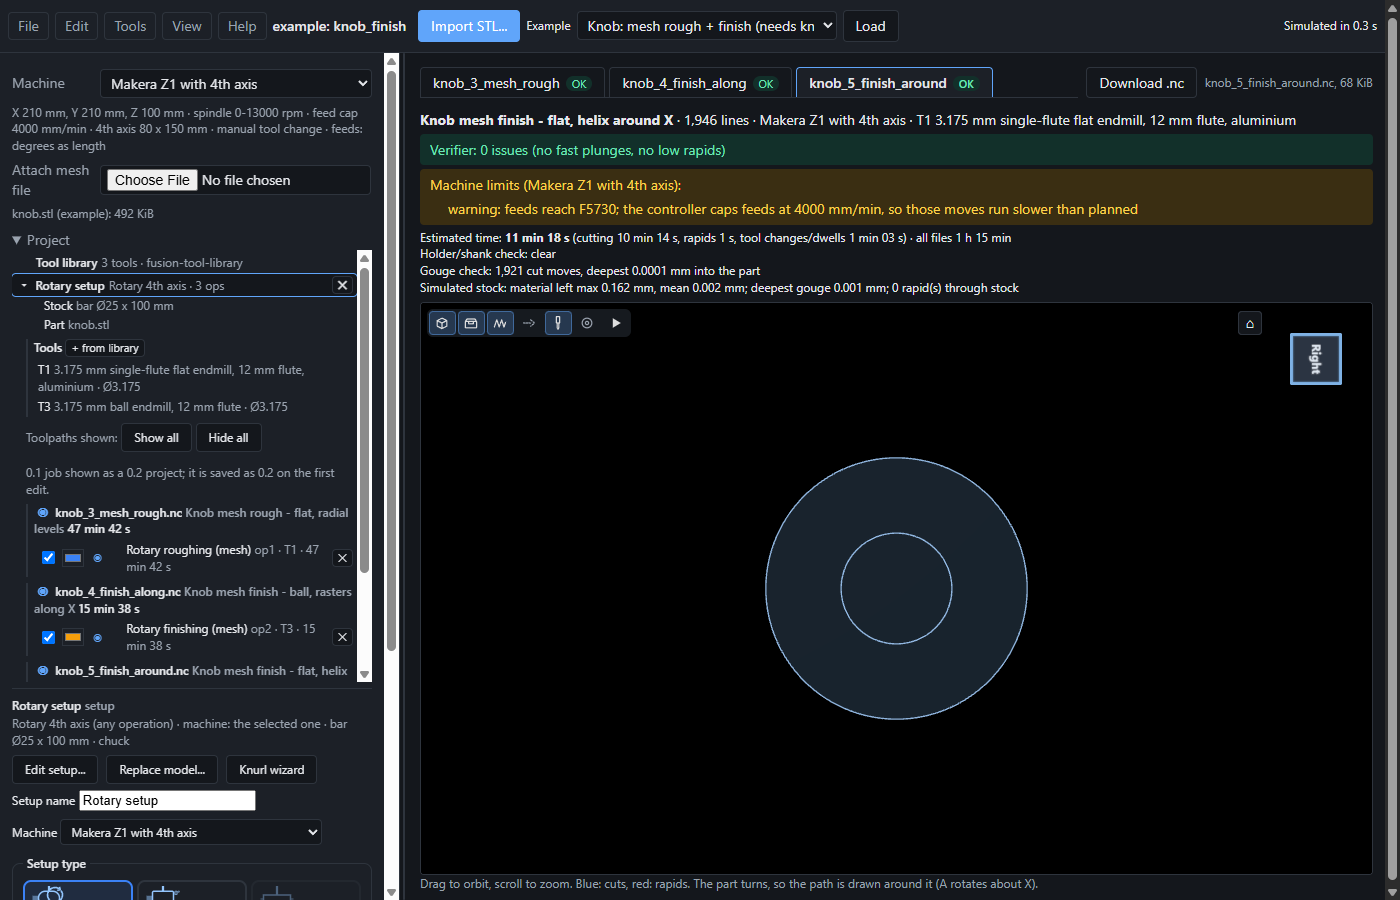 File Edit Tools View Help example: knob_finish Import STL... Example Knob: mesh rough + finish (needs kn Load Simulated in 0.3 s
Machine Makera Z1 with 4th axis
X 210 mm, Y 210 mm, Z 100 mm · spindle 0-13000 rpm · feed cap
4000 mm/min · 4th axis 80 x 150 mm · manual tool change · feeds:
degrees as length
Attach mesh file Choose File No file chosen
knob.stl (example): 492 KiB
Project
Tool library 3 tools · fusion-tool-library
Rotary setup Rotary 4th axis · 3 ops
Stock bar Ø25 x 100 mm
Part knob.stl
Tools + from library
T1 3.175 mm single-flute flat endmill, 12 mm flute,
aluminium · Ø3.175
T3 3.175 mm ball endmill, 12 mm flute · Ø3.175
Toolpaths shown: Show all Hide all
0.1 job shown as a 0.2 project; it is saved as 0.2 on the first
edit.
knob_3_mesh_rough.nc Knob mesh rough - flat, radial
levels 47 min 42 s
Rotary roughing (mesh) op1 · T1 · 47
min 42 s
knob_4_finish_along.nc Knob mesh finish - ball, rasters
along X 15 min 38 s
Rotary finishing (mesh) op2 · T3 · 15
min 38 s
knob_5_finish_around.nc Knob mesh finish - flat, helix
Rotary setup setup
Rotary 4th axis (any operation) · machine: the selected one · bar
Ø25 x 100 mm · chuck
Edit setup... Replace model... Knurl wizard
Setup name Rotary setup
Machine Makera Z1 with 4th axis
Setup type
knob_3_mesh_rough OK knob_4_finish_along OK knob_5_finish_around OK Download .nc knob_5_finish_around.nc, 68 KiB
Knob mesh finish - flat, helix around X · 1,946 lines · Makera Z1 with 4th axis · T1 3.175 mm single-flute flat endmill, 12 mm flute, aluminium
Verifier: 0 issues (no fast plunges, no low rapids)
Machine limits (Makera Z1 with 4th axis):
warning: feeds reach F5730; the controller caps feeds at 4000 mm/min, so those moves run slower than planned
Estimated time: 11 min 18 s (cutting 10 min 14 s, rapids 1 s, tool changes/dwells 1 min 03 s) · all files 1 h 15 min
Holder/shank check: clear
Gouge check: 1,921 cut moves, deepest 0.0001 mm into the part
Simulated stock: material left max 0.162 mm, mean 0.002 mm; deepest gouge 0.001 mm; 0 rapid(s) through stock
Right
Drag to orbit, scroll to zoom. Blue: cuts, red: rapids. The part turns, so the path is drawn around it (A rotates about X).